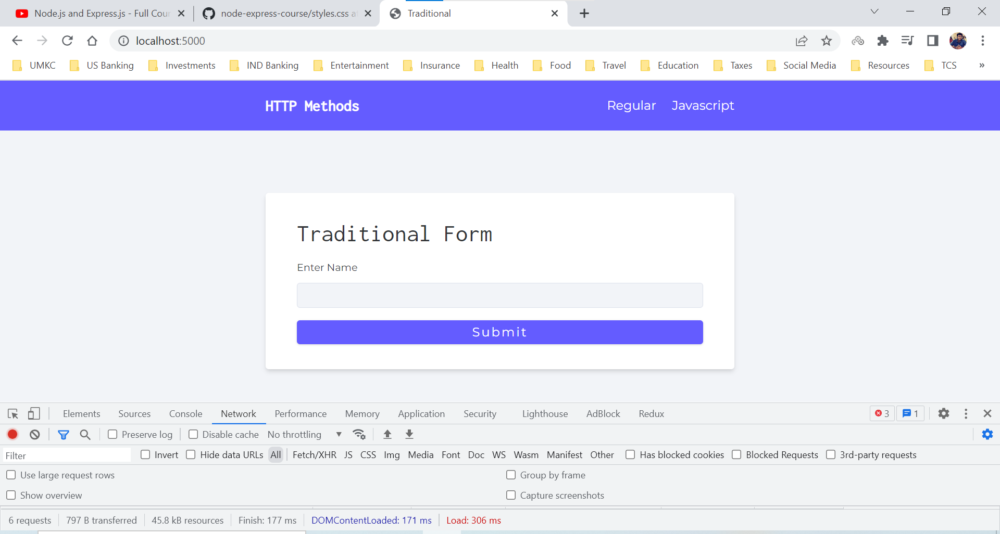 Node.js and Express.js - Full Cour
node-express-course/styles.css at
Traditional
localhost:5000
UMKC US Banking Investments IND Banking Entertainment Insurance Health Food Travel Education Taxes Social Media Resources TCS »
HTTP Methods Regular Javascript
Traditional Form
Enter Name
Submit
Elements Sources Console Network Performance Memory Application Security Lighthouse AdBlock Redux 3 1
Preserve log Disable cache No throttling
Filter Invert Hide data URLs All Fetch/XHR JS CSS Img Media Font Doc WS Wasm Manifest Other Has blocked cookies Blocked Requests 3rd-party requests
Use large request rows Group by frame
Show overview Capture screenshots
6 requests 797 B transferred 45.8 kB resources Finish: 177 ms DOMContentLoaded: 171 ms Load: 306 ms